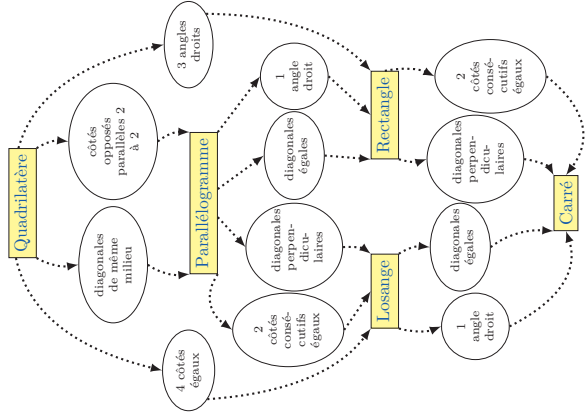 Quadrilatère
4 côtés
égaux
diagonales
de même
milieu
côtés
opposés
parallèles 2
à 2
3 angles
droits
Parallélogramme
2
côtés
consé-
cutifs
égaux
diagonales
perpen-
dicu-
laires
diagonales
égales
1
angle
droit
Losange
Rectangle
1
angle
droit
diagonales
égales
diagonales
perpen-
dicu-
laires
2
côtés
consé-
cutifs
égaux
Carré